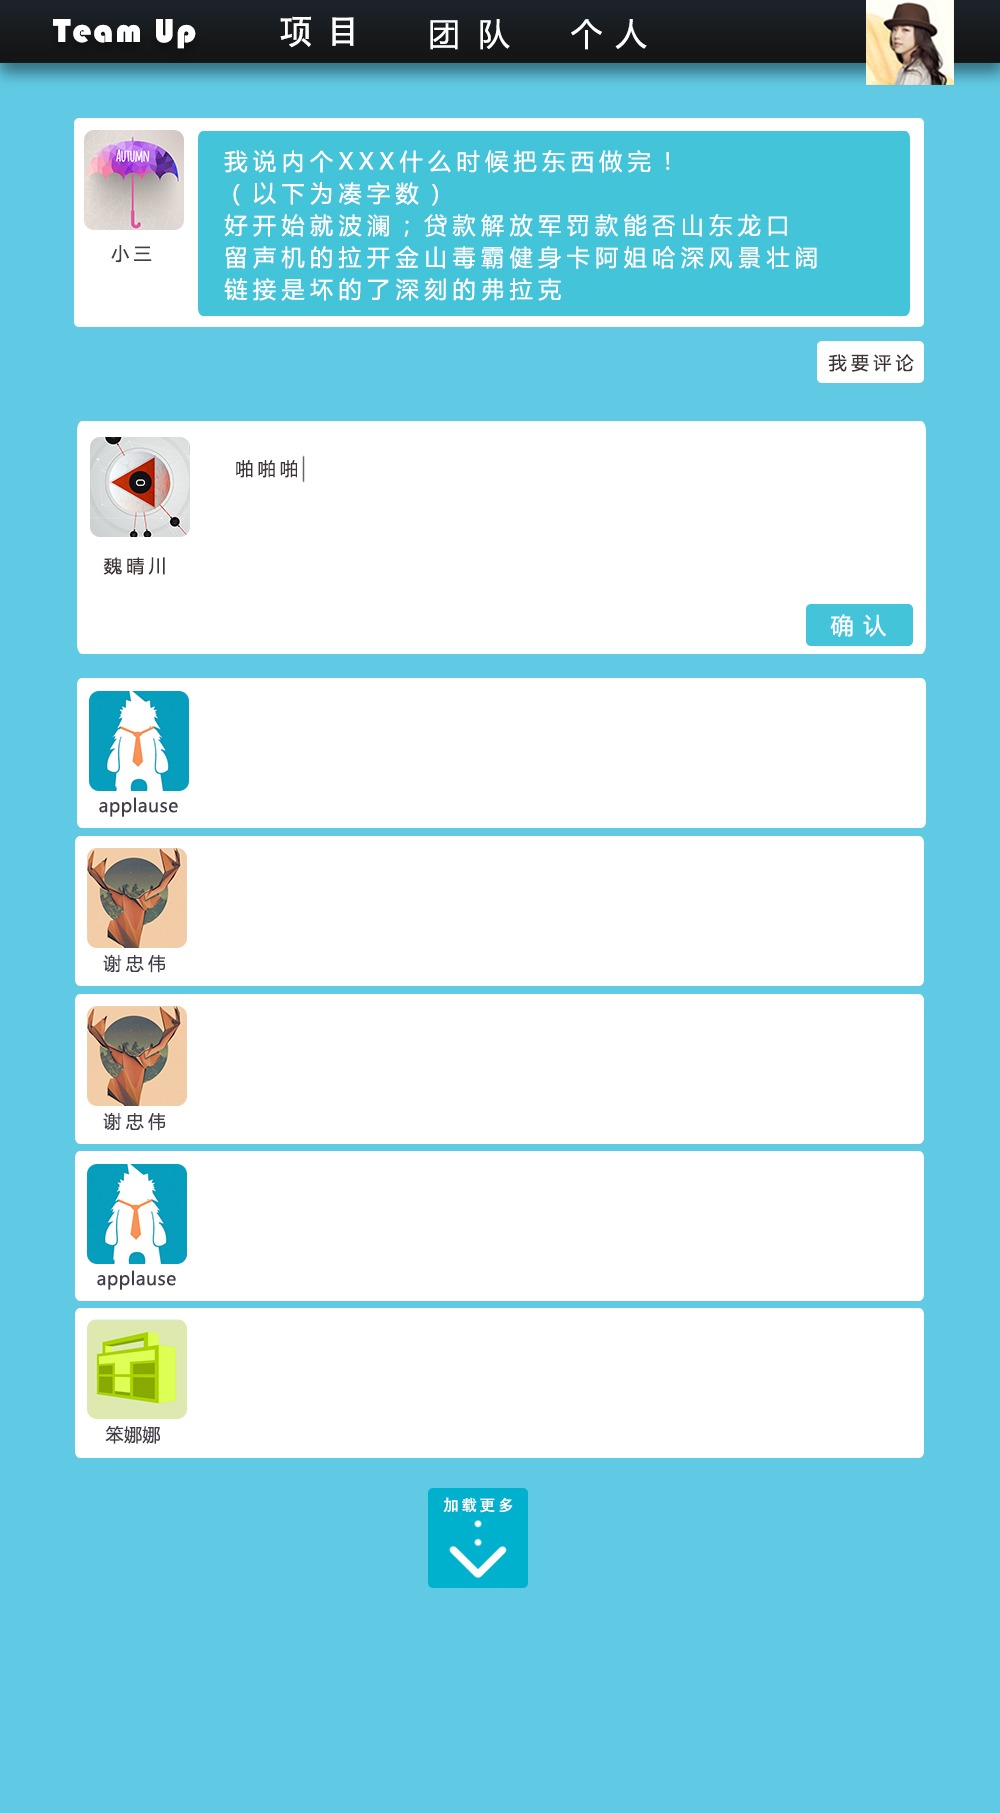 Team Up
项目
团队
个人
AUTUMN
小三
我说内个XXX什么时候把东西做完！
（以下为凑字数）
好开始就波澜；贷款解放军罚款能否山东龙口
留声机的拉开金山毒霸健身卡阿姐哈深风景壮阔
链接是坏的了深刻的弗拉克
我要评论
啪啪啪
魏晴川
确认
applause
谢忠伟
谢忠伟
applause
笨娜娜
加载更多